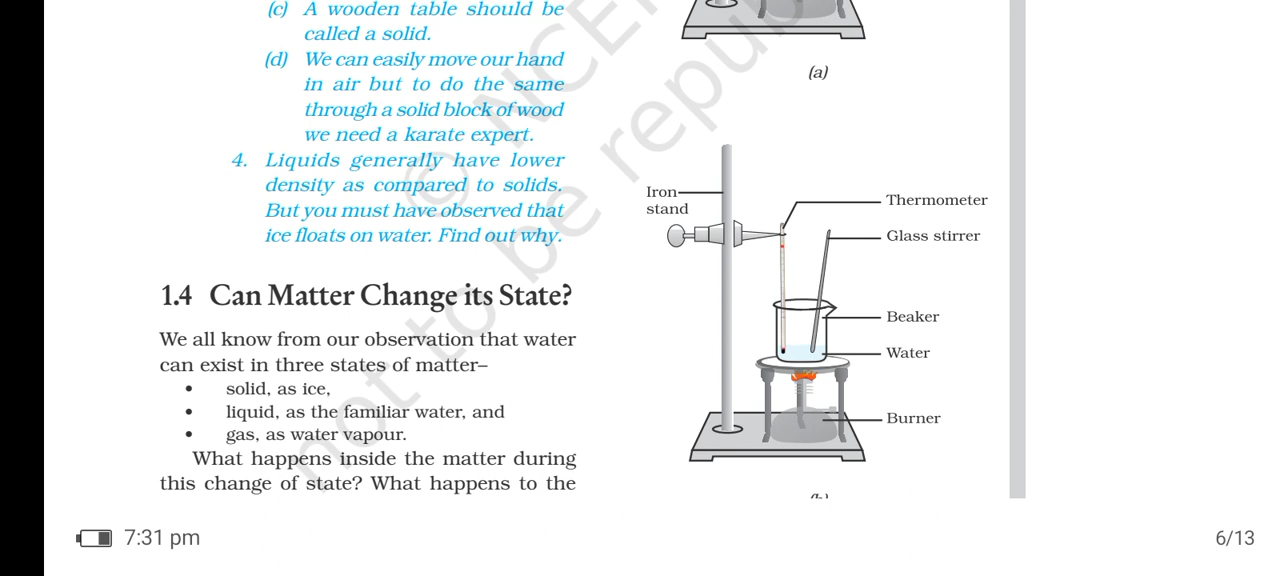 (c) A wooden table should be
called a solid.
(d) We can easily move our hand
in air but to do the same
through a solid block of wood
we need a karate expert.
4. Liquids generally have lower
density as compared to solids.
But you must have observed that
ice floats on water. Find out why.
1.4 Can Matter Change its State?
We all know from our observation that water
can exist in three states of matter–
• solid, as ice,
• liquid, as the familiar water, and
• gas, as water vapour.
What happens inside the matter during
this change of state? What happens to the
(a)
Iron
stand
Thermometer
Glass stirrer
Beaker
Water
Burner
© NCE
not to be repub
7:31 pm
6/13